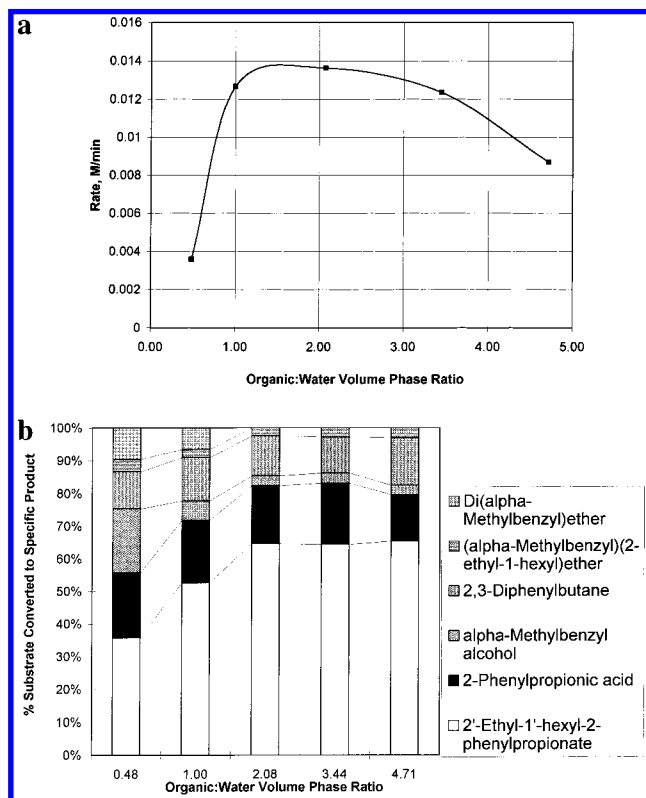 a
0.016
0.014
0.012
0.01
0.008
0.006
0.004
0.002
0
Rate, M/min
0.00
1.00
2.00
3.00
4.00
5.00
Organic:Water Volume Phase Ratio
b
100%
90%
80%
70%
60%
50%
40%
30%
20%
10%
0%
% Substrate Converted to Specific Product
0.48
1.00
2.08
3.44
4.71
Organic:Water Volume Phase Ratio
Di(alpha-
Methylbenzyl)ether
(alpha-Methylbenzyl)(2-
ethyl-1-hexyl)ether
2,3-Diphenylbutane
alpha-Methylbenzyl
alcohol
2-Phenylpropionic acid
2'-Ethyl-1'-hexyl-2-
phenylpropionate